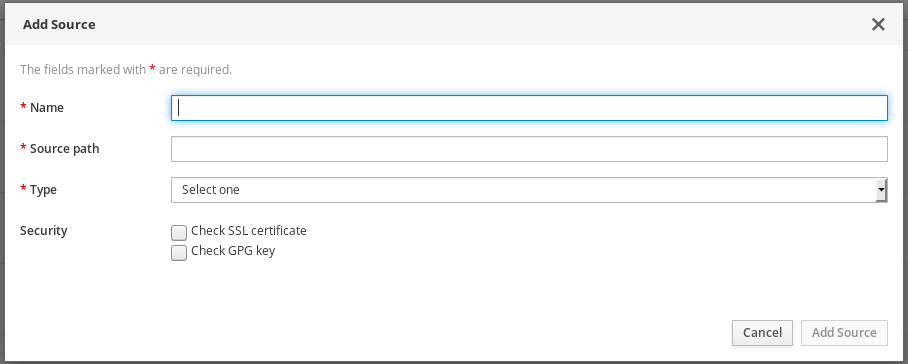 Add Source
The fields marked with * are required.
* Name
* Source path
* Type
Select one
Security
Check SSL certificate
Check GPG key
Cancel
Add Source